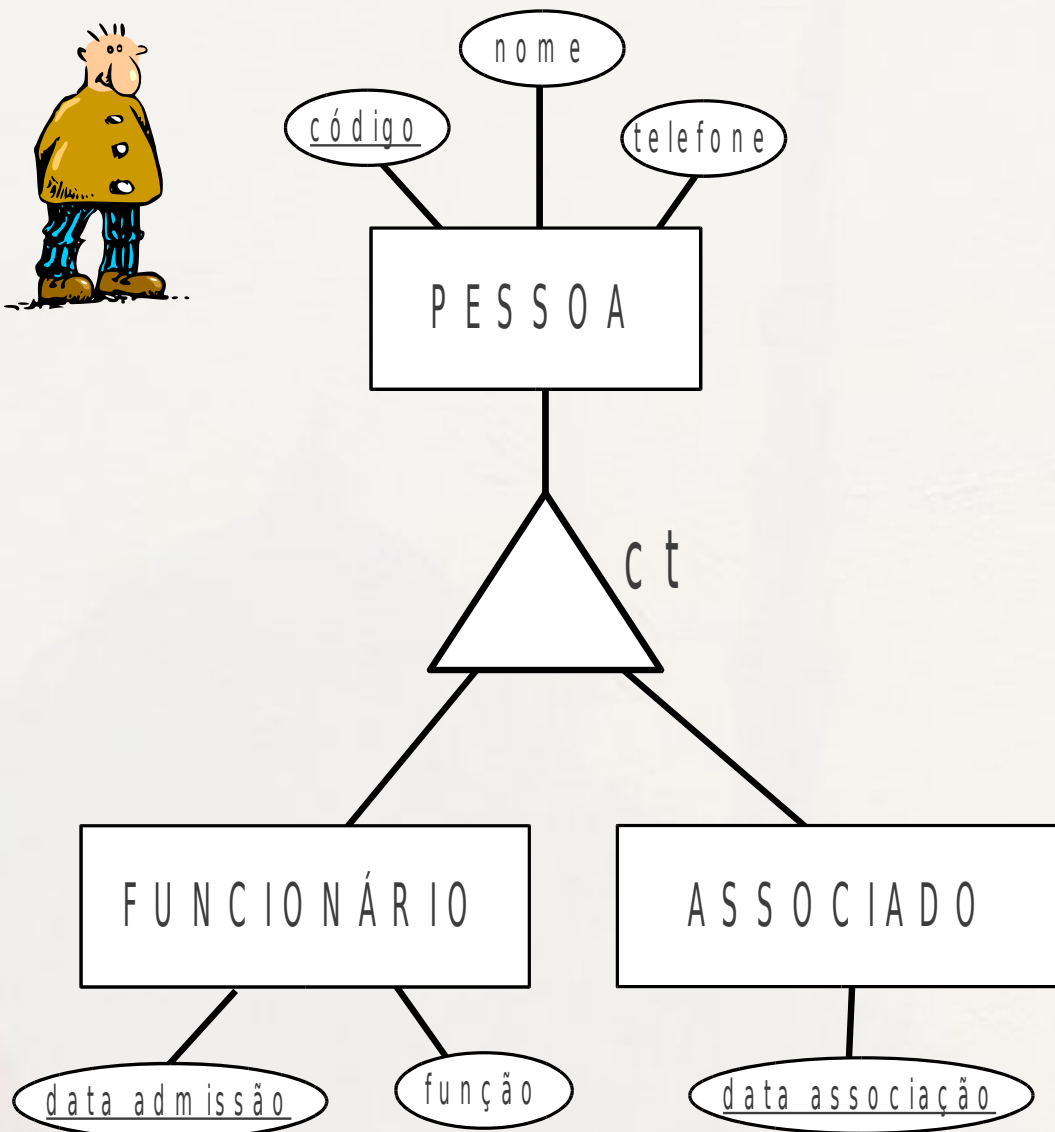 nome
código
telefone
PESSOA
ct
FUNCIONÁRIO
ASSOCIADO
data admissão
função
data associação